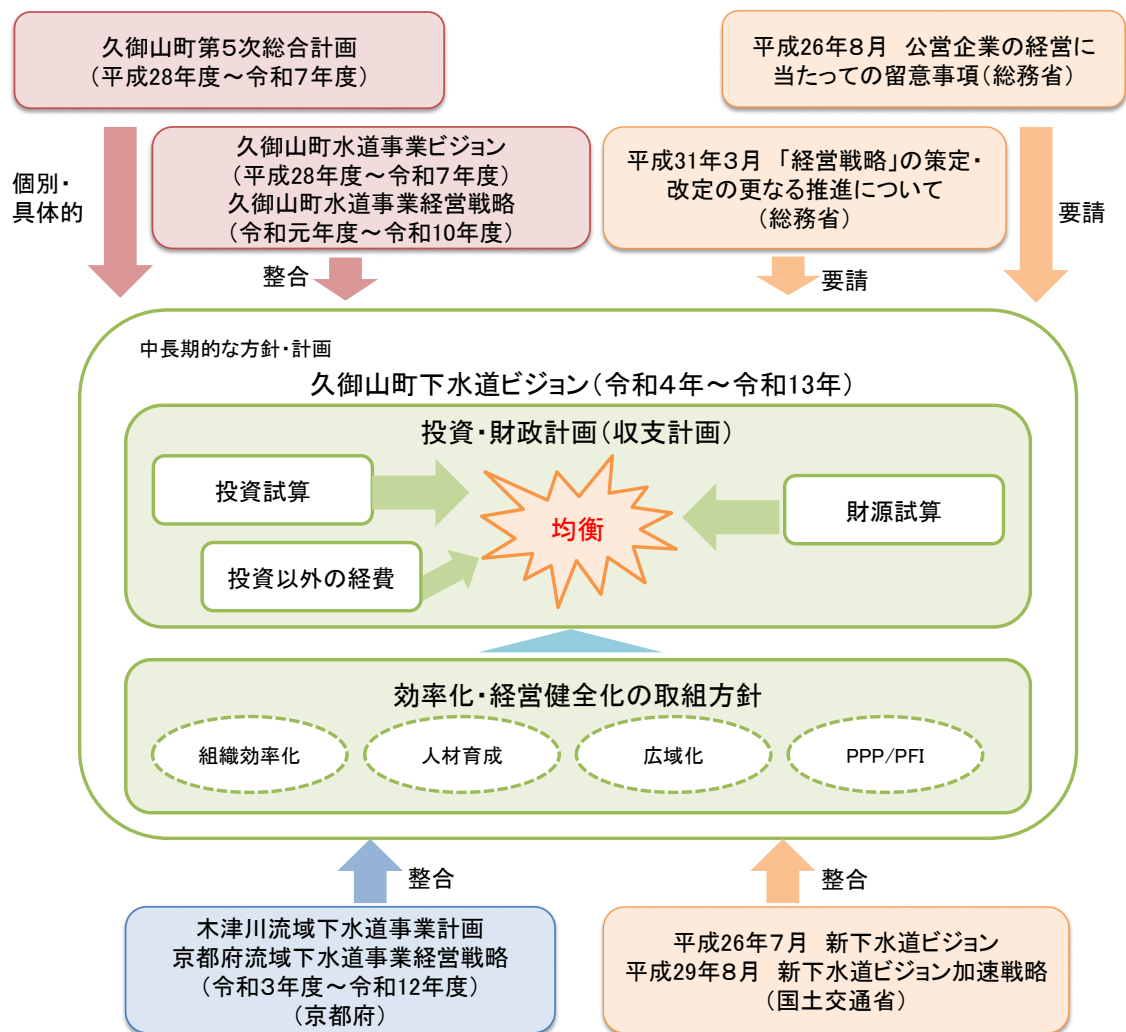 久御山町第5次総合計画
（平成28年度～令和7年度）
平成26年8月　公営企業の経営に
当たっての留意事項（総務省）
個別・
具体的
久御山町水道事業ビジョン
（平成28年度～令和7年度）
久御山町水道事業経営戦略
（令和元年度～令和10年度）
平成31年3月　「経営戦略」の策定・
改定の更なる推進について
（総務省）
要請
整合
要請
中長期的な方針・計画
久御山町下水道ビジョン（令和4年～令和13年）
投資・財政計画（収支計画）
投資試算
均衡
財源試算
投資以外の経費
効率化・経営健全化の取組方針
組織効率化
人材育成
広域化
PPP/PFI
整合
整合
木津川流域下水道事業計画
京都府流域下水道事業経営戦略
（令和3年度～令和12年度）
（京都府）
平成26年7月　新下水道ビジョン
平成29年8月　新下水道ビジョン加速戦略
（国土交通省）